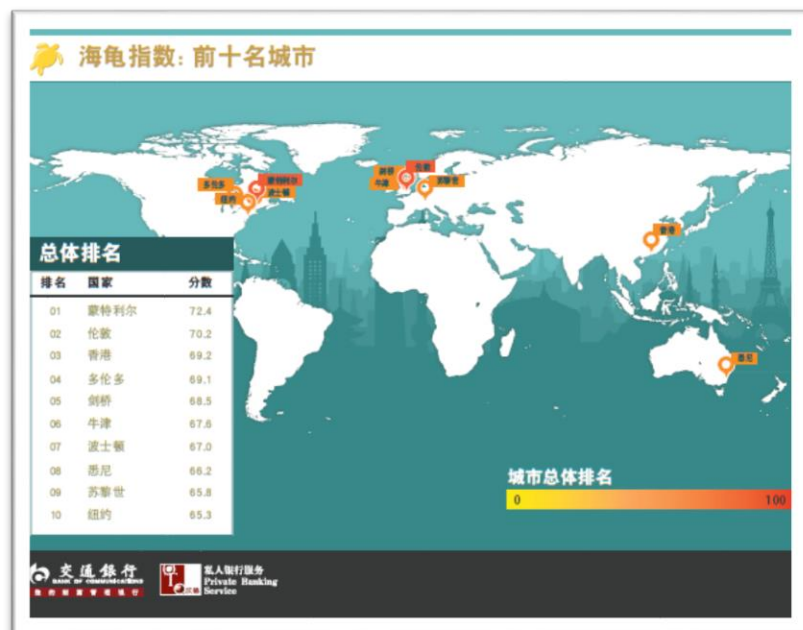 海龟指数: 前十名城市
多伦多
蒙特利尔
波士顿
纽约
剑桥
伦敦
牛津
苏黎世
香港
悉尼
总体排名
排名 国家 分数
01 蒙特利尔 72.4
02 伦敦 70.2
03 香港 69.2
04 多伦多 69.1
05 剑桥 68.5
06 牛津 67.6
07 波士顿 67.0
08 悉尼 66.2
09 苏黎世 65.8
10 纽约 65.3
城市总体排名
0 100
交通銀行
BANK OF COMMUNICATIONS
私人银行服务
Private Banking
Service